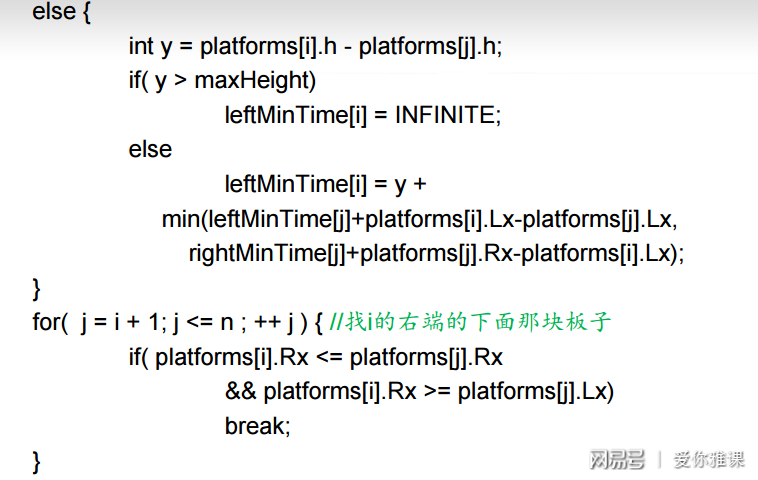 else {
int y = platforms[i].h - platforms[j].h;
if( y > maxHeight)
leftMinTime[i] = INFINITE;
else
leftMinTime[i] = y +
min(leftMinTime[j]+platforms[i].Lx-platforms[j].Lx,
rightMinTime[j]+platforms[j].Rx-platforms[i].Lx);
}
for( j = i + 1; j <= n ; ++ j ) { //找i的右端的下面那块板子
if( platforms[i].Rx <= platforms[j].Rx
&& platforms[i].Rx >= platforms[j].Lx)
break;
}
网易号 | 爱你雅课